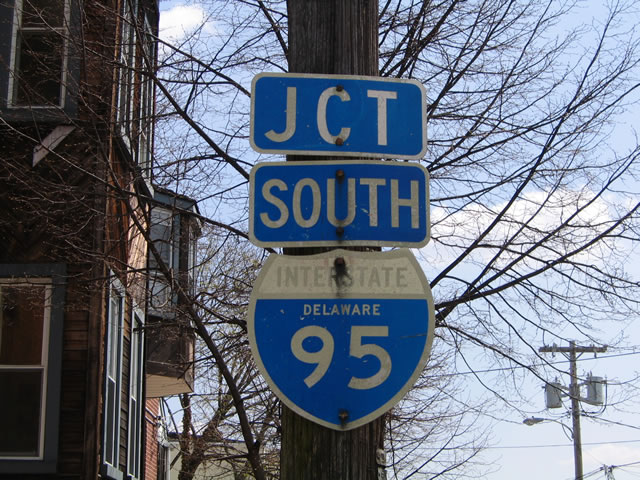 JCT
SOUTH
INTERSTATE
DELAWARE
95